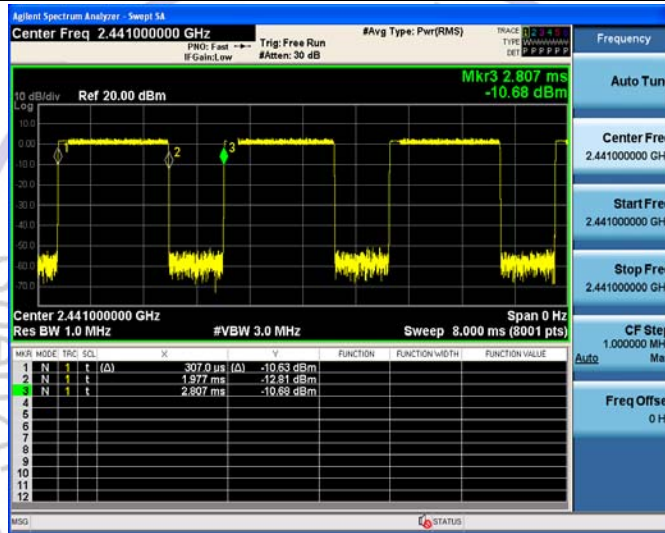 Agilent Spectrum Analyzer - Swept SA
Center Freq 2.441000000 GHz
PNO: Fast
IFGain:Low
Trig: Free Run
#Atten: 30 dB
#Avg Type: Pwr(RMS)
TRACE 1 2 3 4 5 6
TYPE WWWWWW
DET P P P P P P
Frequency
Mkr3 2.807 ms
-10.68 dBm
10 dB/div
Log
Ref 20.00 dBm
Auto Tun
10.0
0.00
-10.0
-20.0
-30.0
-40.0
-50.0
-60.0
-70.0
1
2
3
Center Fre
2.441000000 GH
Start Fre
2.441000000 GH
Stop Fre
2.441000000 GH
Center 2.441000000 GHz
Span 0 Hz
Res BW 1.0 MHz
#VBW 3.0 MHz
Sweep 8.000 ms (8001 pts)
CF Step
1.000000 MH
Auto Ma
MKR MODE TRC SCL X Y FUNCTION FUNCTION WIDTH FUNCTION VALUE
1 N 1 t (Δ) 307.0 us (Δ) -10.63 dBm
2 N 1 t 1.977 ms -12.81 dBm
3 N 1 t 2.807 ms -10.68 dBm
4
5
6
7
8
9
10
11
12
Freq Offse
0 H
MSG
STATUS